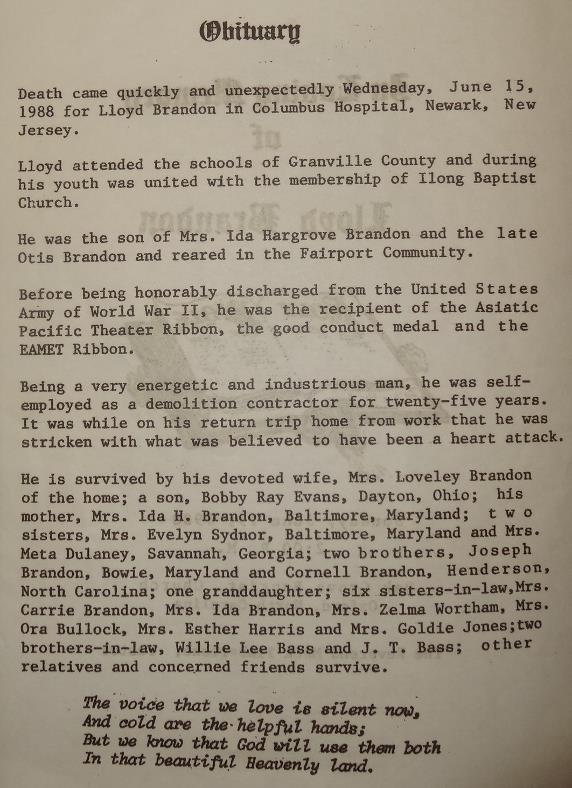 Obituary
Death came quickly and unexpectedly Wednesday, June 15,
1988 for Lloyd Brandon in Columbus Hospital, Newark, New
Jersey.
Lloyd attended the schools of Granville County and during
his youth was united with the membership of Ilong Baptist
Church.
He was the son of Mrs. Ida Hargrove Brandon and the late
Otis Brandon and reared in the Fairport Community.
Before being honorably discharged from the United States
Army of World War II, he was the recipient of the Asiatic
Pacific Theater Ribbon, the good conduct medal and the
EAMET Ribbon.
Being a very energetic and industrious man, he was self-
employed as a demolition contractor for twenty-five years.
It was while on his return trip home from work that he was
stricken with what was believed to have been a heart attack.
He is survived by his devoted wife, Mrs. Loveley Brandon
of the home; a son, Bobby Ray Evans, Dayton, Ohio; his
mother, Mrs. Ida H. Brandon, Baltimore, Maryland; two
sisters, Mrs. Evelyn Sydnor, Baltimore, Maryland and Mrs.
Meta Dulaney, Savannah, Georgia; two brothers, Joseph
Brandon, Bowie, Maryland and Cornell Brandon, Henderson,
North Carolina; one granddaughter; six sisters-in-law,Mrs.
Carrie Brandon, Mrs. Ida Brandon, Mrs. Zelma Wortham, Mrs.
Ora Bullock, Mrs. Esther Harris and Mrs. Goldie Jones;two
brothers-in-law, Willie Lee Bass and J. T. Bass; other
relatives and concerned friends survive.
The voice that we love is silent now,
And cold are the helpful hands;
But we know that God will use them both
In that beautiful Heavenly land.